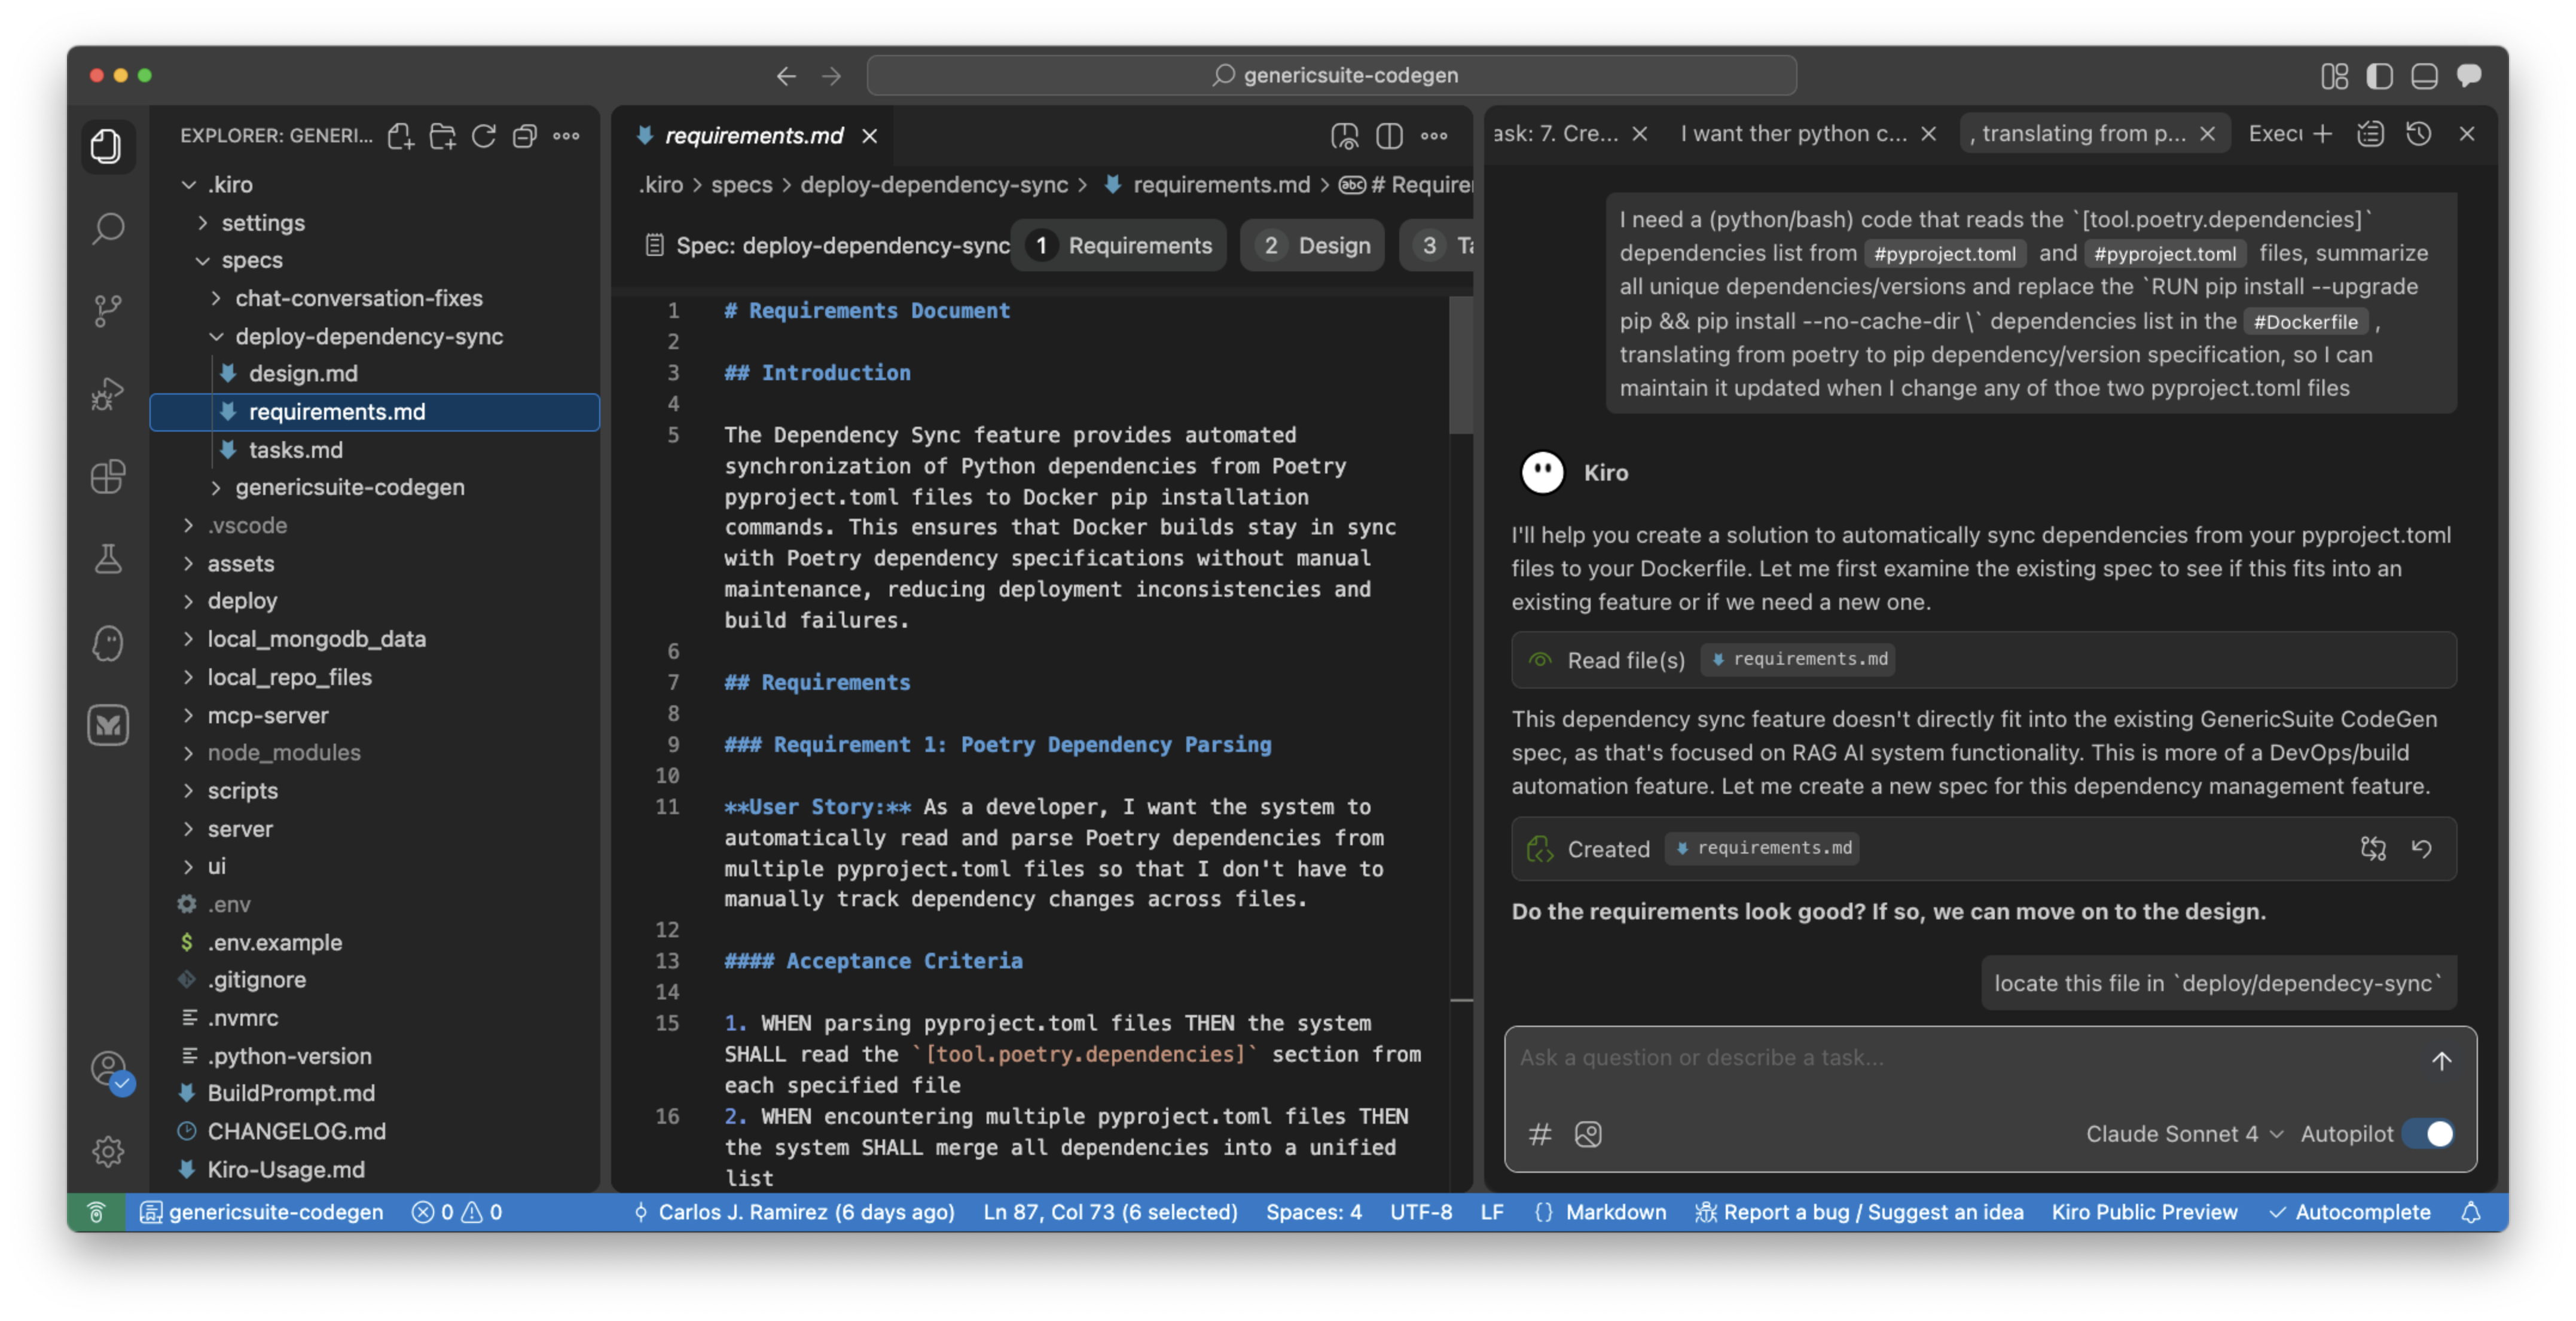 genericsuite-codegen
EXPLORER: GENERI...
.kiro
settings
specs
chat-conversation-fixes
deploy-dependency-sync
design.md
requirements.md
tasks.md
genericsuite-codegen
.vscode
assets
deploy
local_mongodb_data
local_repo_files
mcp-server
node_modules
scripts
server
ui
.env
$ .env.example
.gitignore
.nvmrc
.python-version
BuildPrompt.md
CHANGELOG.md
Kiro-Usage.md
requirements.md
.kiro > specs > deploy-dependency-sync > requirements.md > abc # Require
Spec: deploy-dependency-sync 1 Requirements 2 Design 3 Ta
1 # Requirements Document
2
3 ## Introduction
4
5 The Dependency Sync feature provides automated
synchronization of Python dependencies from Poetry
pyproject.toml files to Docker pip installation
commands. This ensures that Docker builds stay in sync
with Poetry dependency specifications without manual
maintenance, reducing deployment inconsistencies and
build failures.
6
7 ## Requirements
8
9 ### Requirement 1: Poetry Dependency Parsing
10
11 **User Story:** As a developer, I want the system to
automatically read and parse Poetry dependencies from
multiple pyproject.toml files so that I don't have to
manually track dependency changes across files.
12
13 #### Acceptance Criteria
14
15 1. WHEN parsing pyproject.toml files THEN the system
SHALL read the `[tool.poetry.dependencies]` section from
each specified file
16 2. WHEN encountering multiple pyproject.toml files THEN
the system SHALL merge all dependencies into a unified
list
ask: 7. Cre... I want ther python c... , translating from p... Execu
I need a (python/bash) code that reads the `[tool.poetry.dependencies]`
dependencies list from #pyproject.toml and #pyproject.toml files, summarize
all unique dependencies/versions and replace the `RUN pip install --upgrade
pip && pip install --no-cache-dir \` dependencies list in the #Dockerfile ,
translating from poetry to pip dependency/version specification, so I can
maintain it updated when I change any of thoe two pyproject.toml files
Kiro
I'll help you create a solution to automatically sync dependencies from your pyproject.toml
files to your Dockerfile. Let me first examine the existing spec to see if this fits into an
existing feature or if we need a new one.
Read file(s) requirements.md
This dependency sync feature doesn't directly fit into the existing GenericSuite CodeGen
spec, as that's focused on RAG AI system functionality. This is more of a DevOps/build
automation feature. Let me create a new spec for this dependency management feature.
Created requirements.md
Do the requirements look good? If so, we can move on to the design.
locate this file in `deploy/dependecy-sync`
Ask a question or describe a task...
# Claude Sonnet 4 Autopilot
genericsuite-codegen 0 0 Carlos J. Ramirez (6 days ago) Ln 87, Col 73 (6 selected) Spaces: 4 UTF-8 LF {} Markdown Report a bug / Suggest an idea Kiro Public Preview Autocomplete